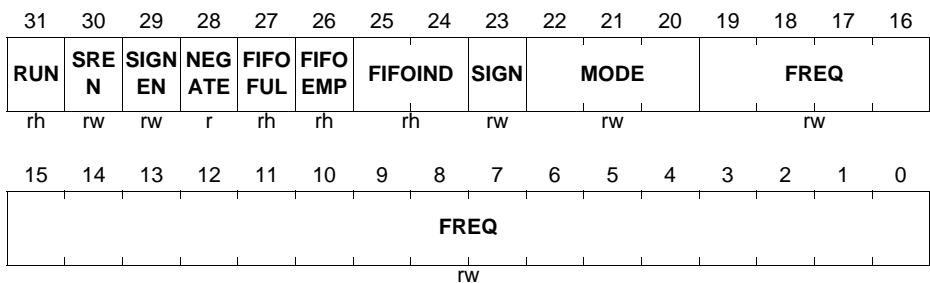 31 30 29 28 27 26 25 24 23 22 21 20 19 18 17 16
RUN SRE N SIGN EN NEG ATE FIFO FUL FIFO EMP FIFOIND SIGN MODE FREQ
rh rw rw r rh rh rh rw rw rw
15 14 13 12 11 10 9 8 7 6 5 4 3 2 1 0
FREQ
rw